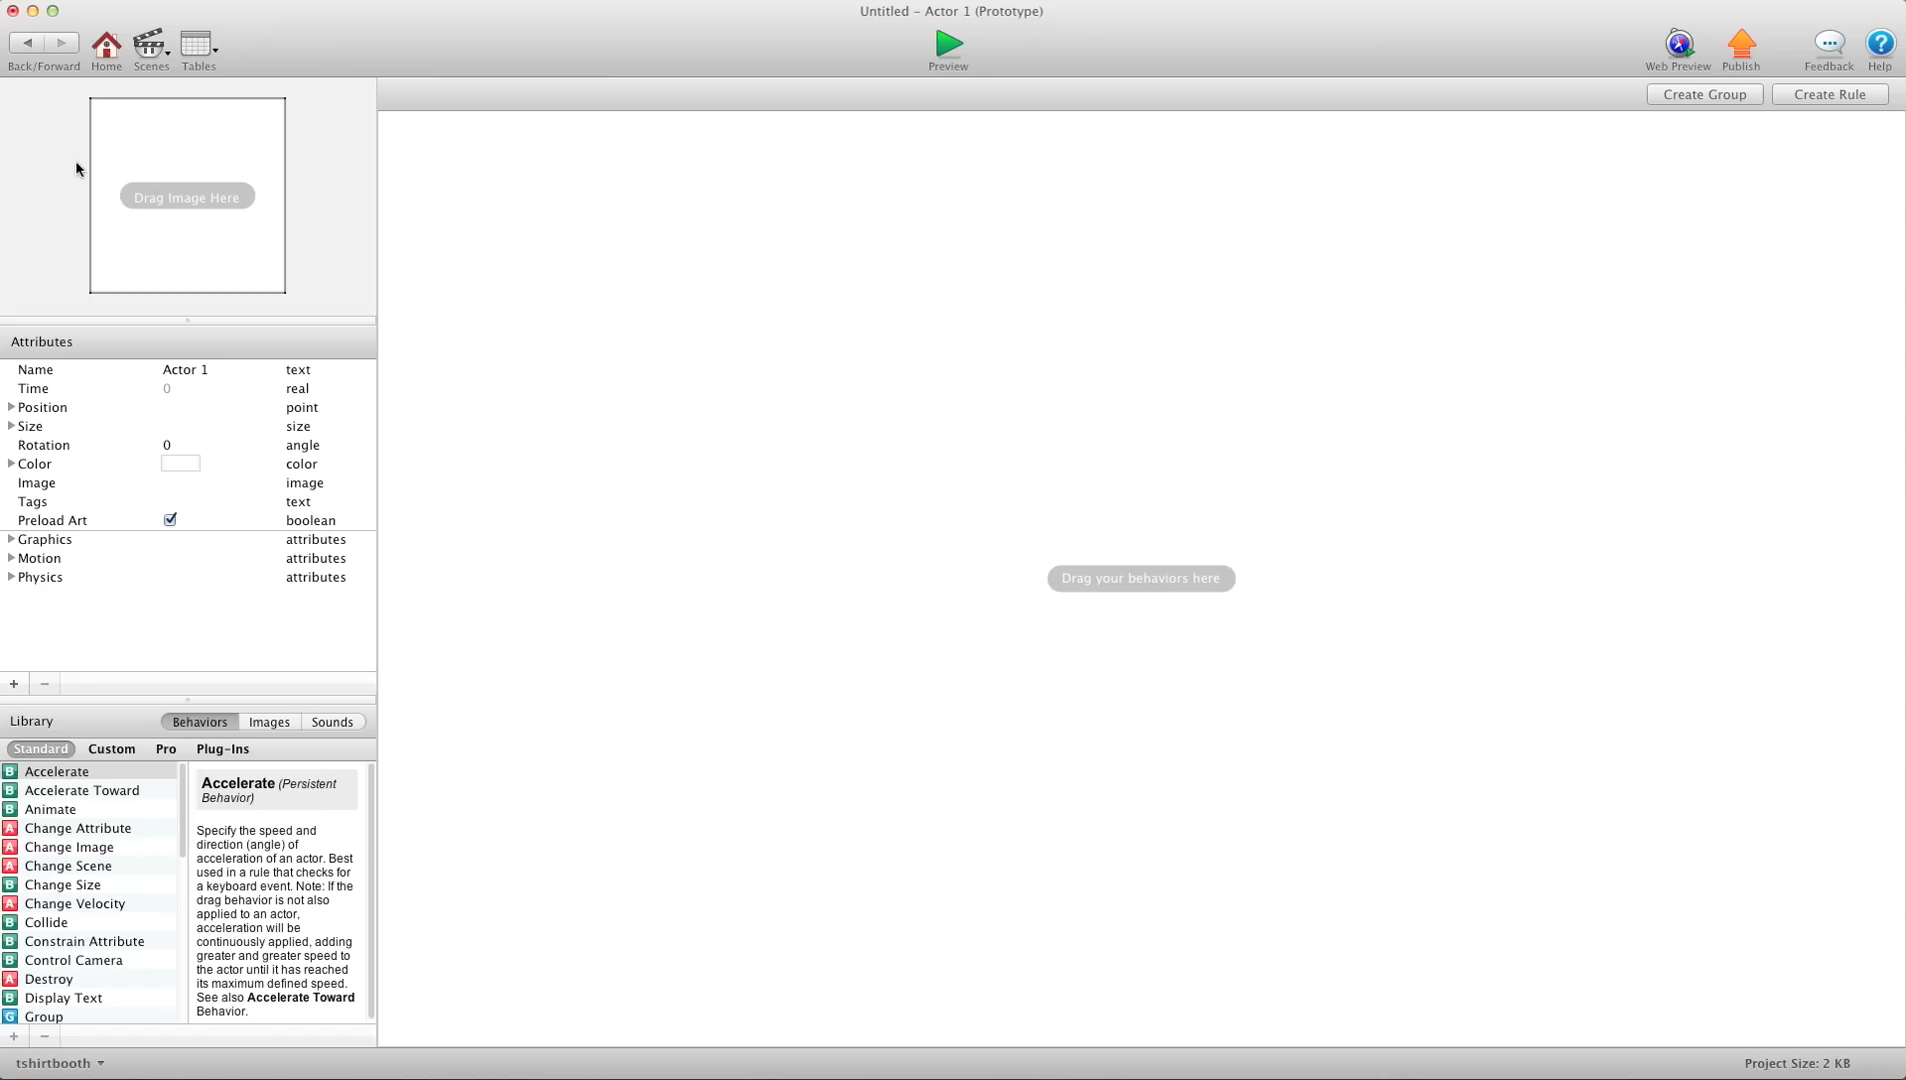 Untitled – Actor 1 (Prototype)
Back/Forward
Home
Scenes
Tables
Preview
Web Preview
Publish
Feedback
Help
Create Group
Create Rule
Drag Image Here
Attributes
Name Actor 1 text
Time 0 real
Position point
Size size
Rotation 0 angle
Color color
Image image
Tags text
Preload Art boolean
Graphics attributes
Motion attributes
Physics attributes
Drag your behaviors here
+ −
Library Behaviors Images Sounds
Standard Custom Pro Plug-Ins
B Accelerate
B Accelerate Toward
B Animate
A Change Attribute
A Change Image
A Change Scene
B Change Size
A Change Velocity
B Collide
B Constrain Attribute
B Control Camera
A Destroy
B Display Text
G Group
Accelerate (Persistent
Behavior)
Specify the speed and
direction (angle) of
acceleration of an actor. Best
used in a rule that checks for
a keyboard event. Note: If the
drag behavior is not also
applied to an actor,
acceleration will be
continuously applied, adding
greater and greater speed to
the actor until it has reached
its maximum defined speed.
See also Accelerate Toward
Behavior.
+ −
tshirtbooth
Project Size: 2 KB